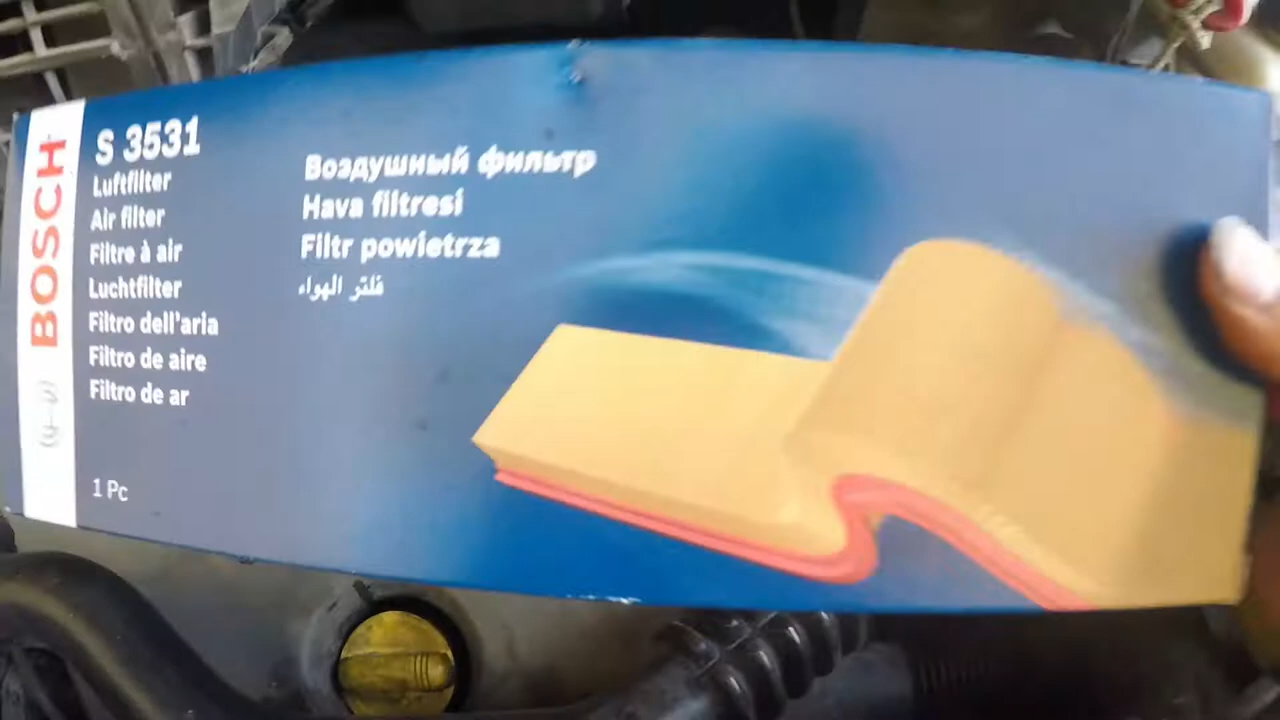 BOSCH
S 3531
Luftfilter
Air filter
Filtre à air
Luchtfilter
Filtro dell'aria
Filtro de aire
Filtro de ar
1 Pc
Воздушный фильтр
Hava filtresi
Filtr powietrza
فلتر الهواء